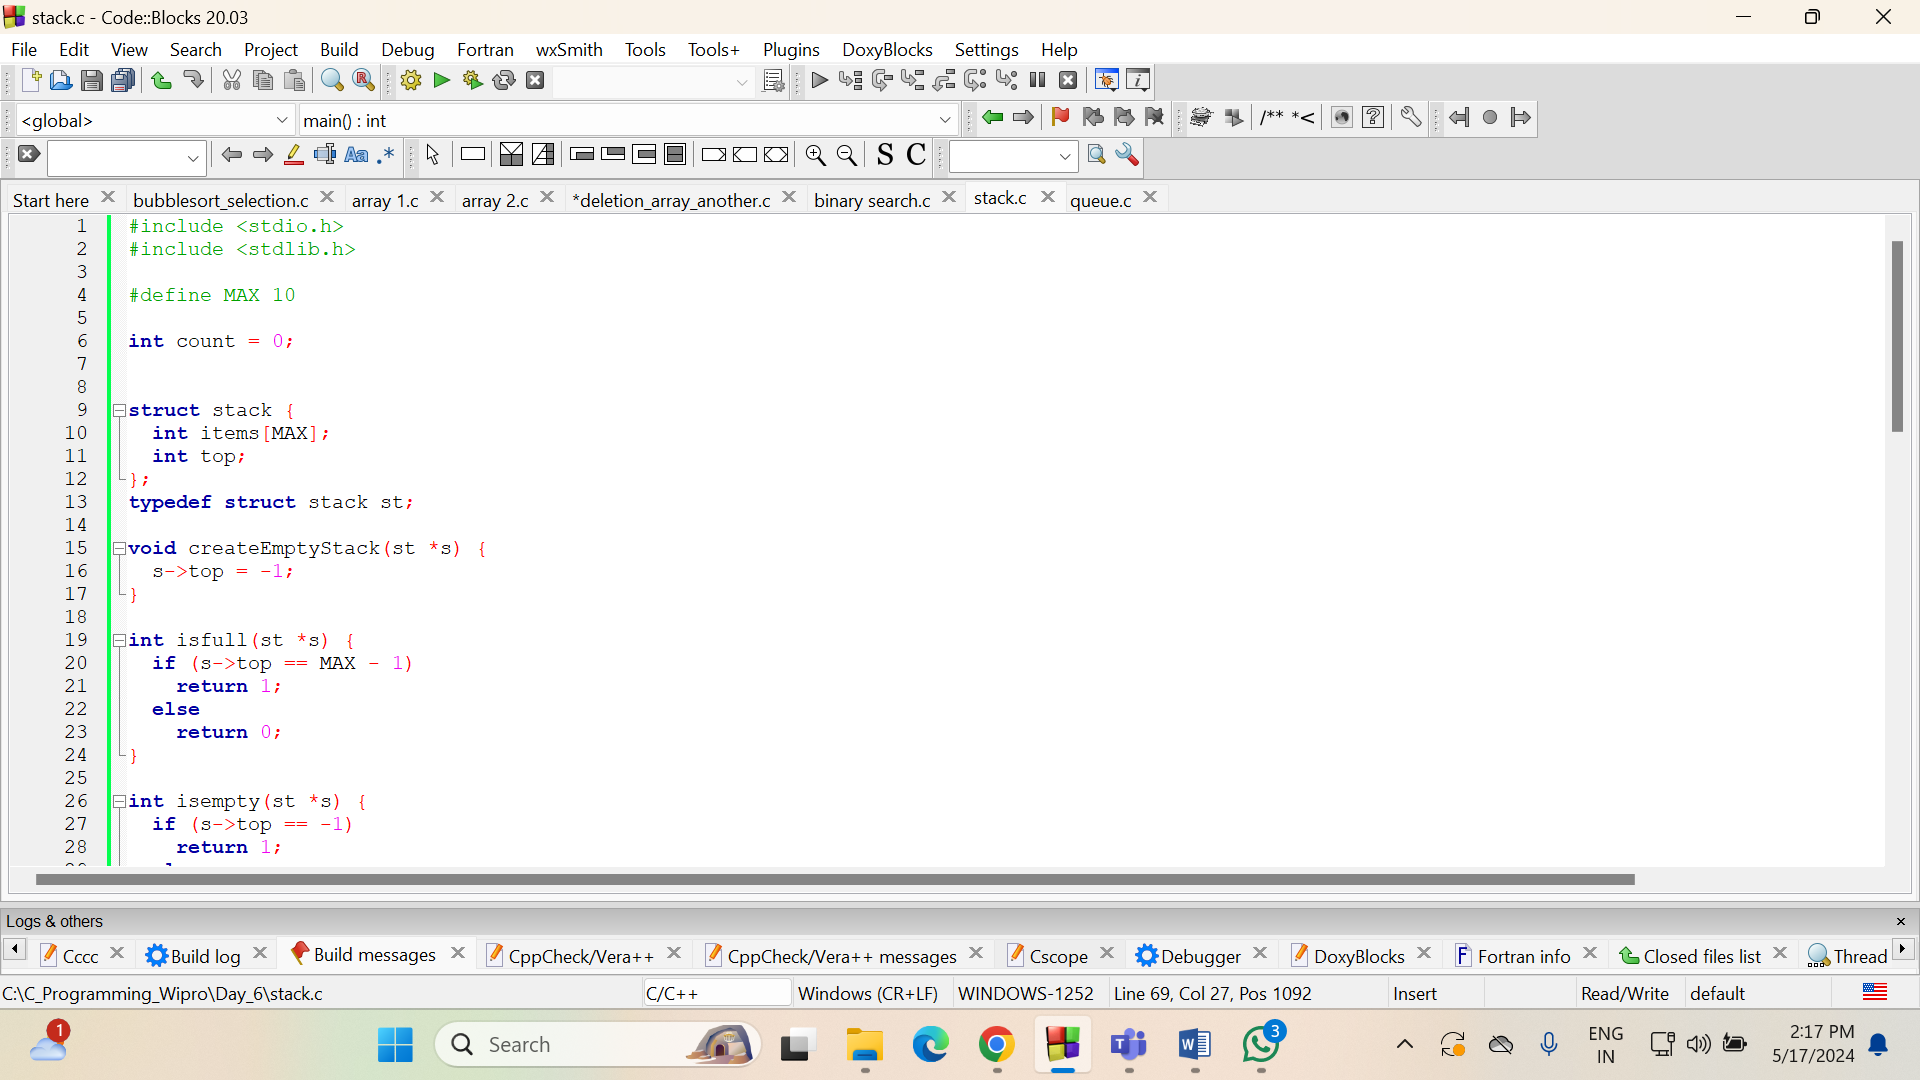 stack.c - Code::Blocks 20.03
File Edit View Search Project Build Debug Fortran wxSmith Tools Tools+ Plugins DoxyBlocks Settings Help
<global> main() : int /** *<
Aa .* S C
Start here bubblesort_selection.c array 1.c array 2.c *deletion_array_another.c binary search.c stack.c queue.c
1 #include <stdio.h>
2 #include <stdlib.h>
3
4 #define MAX 10
5
6 int count = 0;
7
8
9 struct stack {
10 int items[MAX];
11 int top;
12 };
13 typedef struct stack st;
14
15 void createEmptyStack(st *s) {
16 s->top = -1;
17 }
18
19 int isfull(st *s) {
20 if (s->top == MAX - 1)
21 return 1;
22 else
23 return 0;
24 }
25
26 int isempty(st *s) {
27 if (s->top == -1)
28 return 1;
Logs & others
Cccc Build log Build messages CppCheck/Vera++ CppCheck/Vera++ messages Cscope Debugger DoxyBlocks Fortran info Closed files list Thread
C:\C_Programming_Wipro\Day_6\stack.c C/C++ Windows (CR+LF) WINDOWS-1252 Line 69, Col 27, Pos 1092 Insert Read/Write default
1 Search 3 ENG IN 2:17 PM 5/17/2024